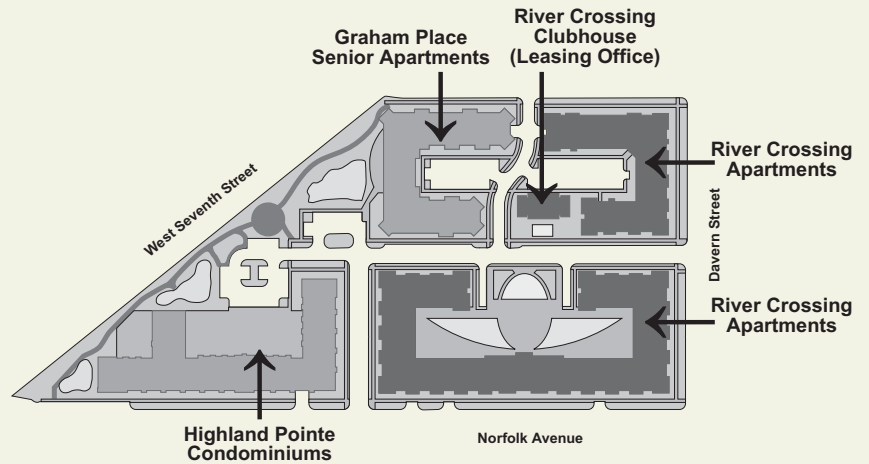 River Crossing
Clubhouse
(Leasing Office)
Graham Place
Senior Apartments
River Crossing
Apartments
West Seventh Street
Davern Street
River Crossing
Apartments
Highland Pointe
Condominiums
Norfolk Avenue